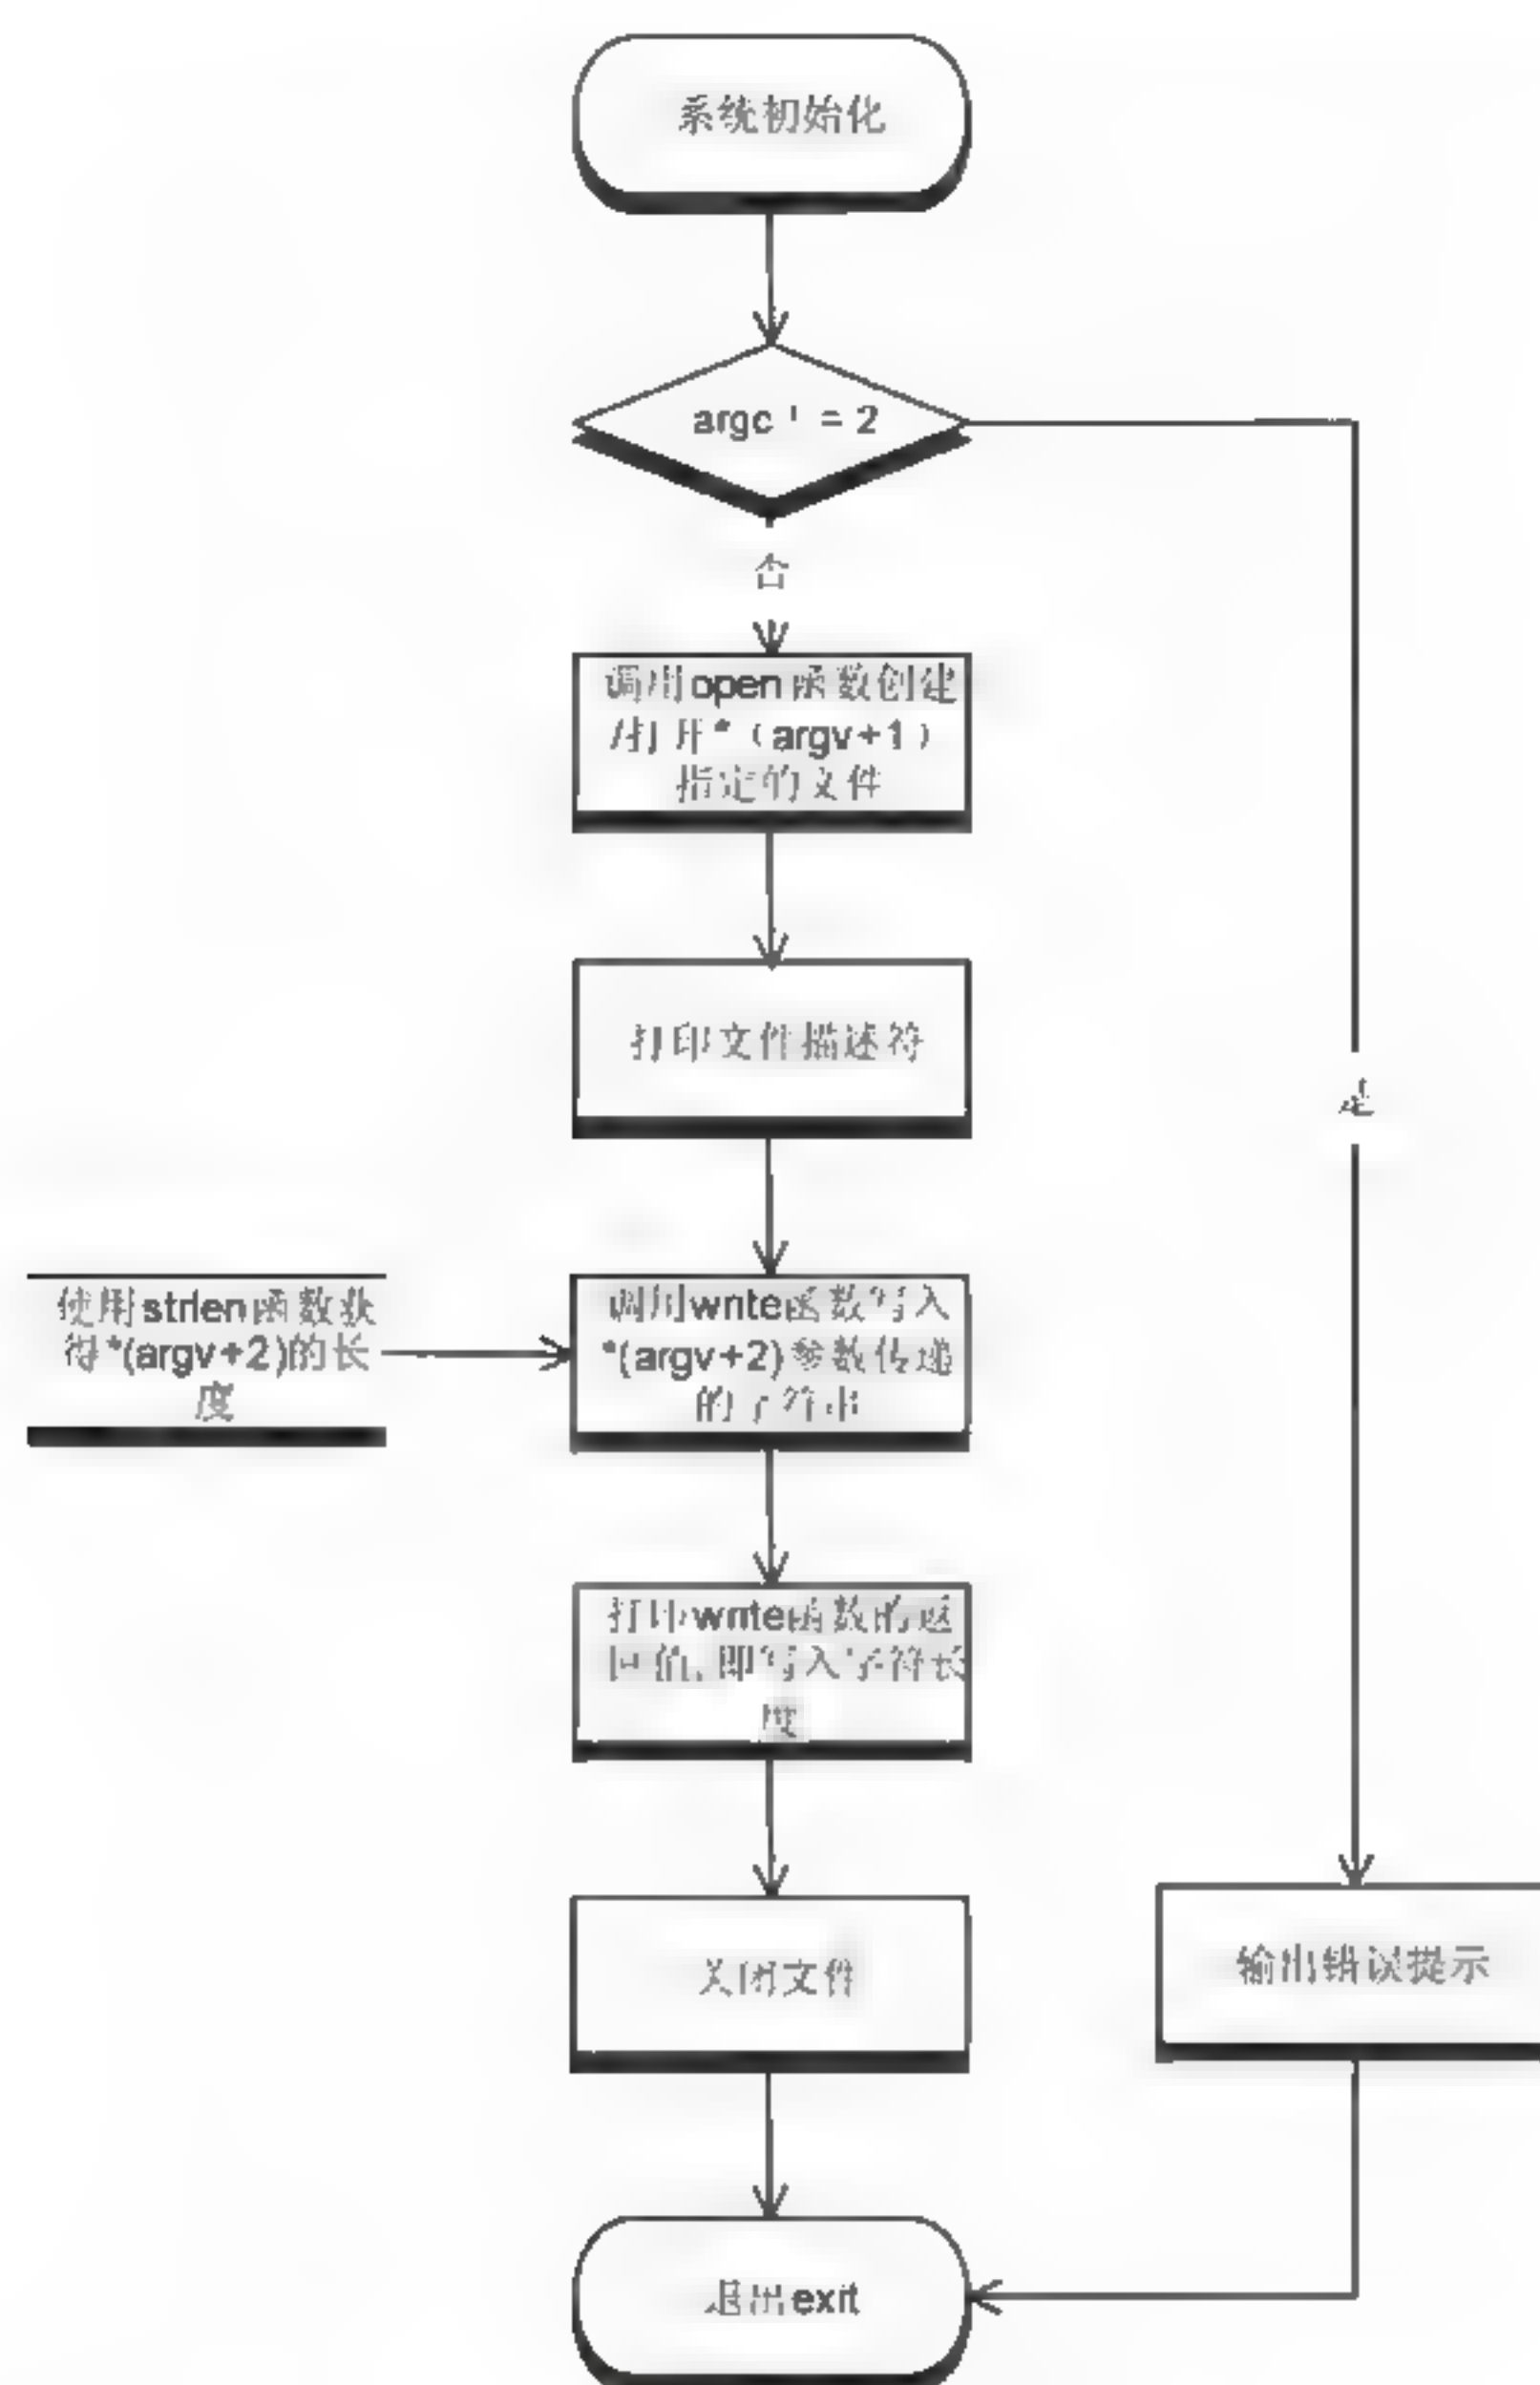 系统初始化
argc ! = 2
否
调用open函数创建
/打开*（argv+1）
指定的文件
打印文件描述符
是
使用strlen函数获
得*(argv+2)的长
度
调用write函数写入
*(argv+2)参数传递
的字符串
打印write函数的返
回值,即写入字符长
度
关闭文件
输出错误提示
退出exit